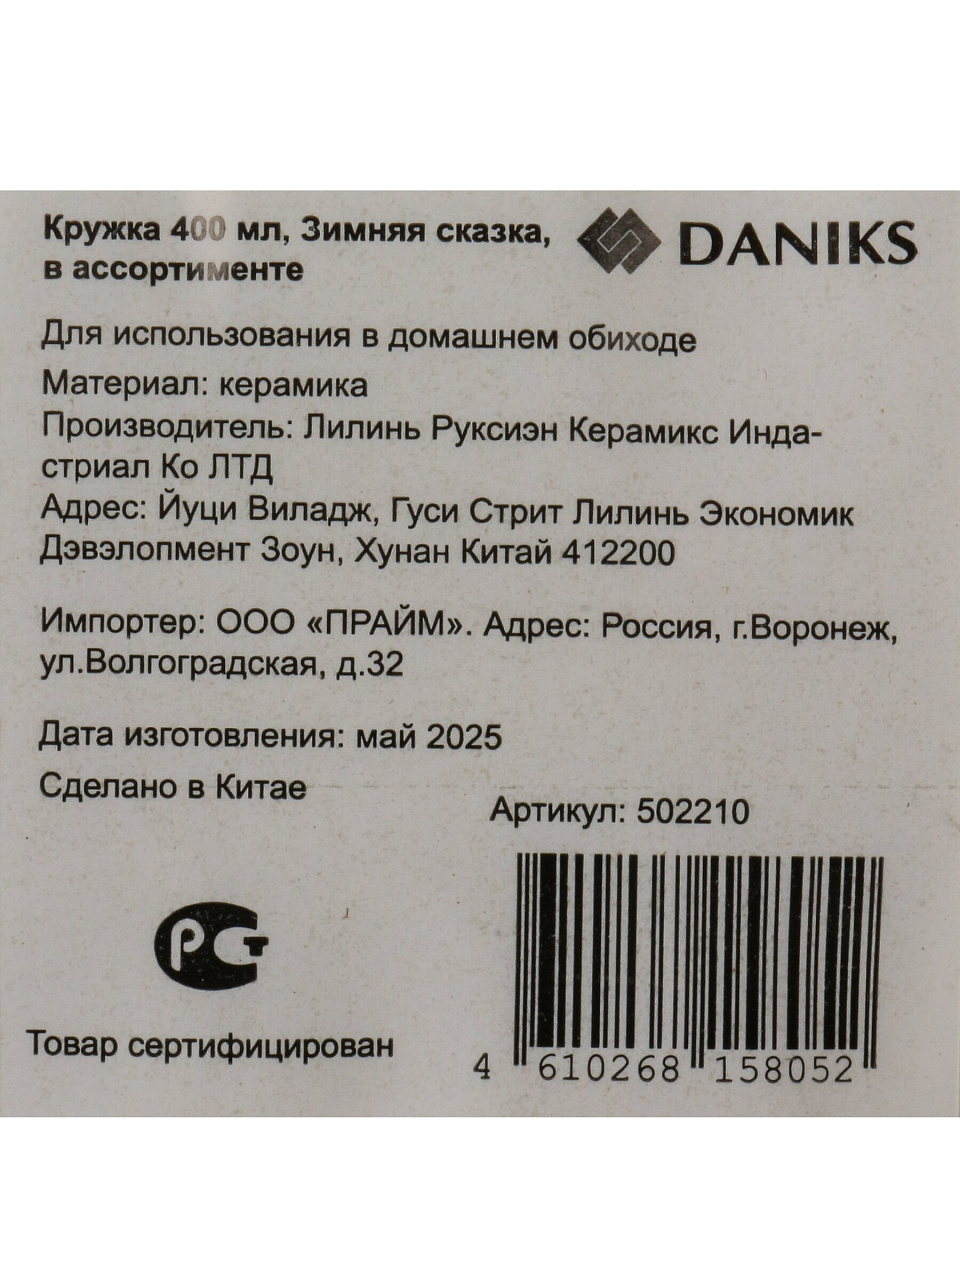 Кружка 400 мл, Зимняя сказка,
в ассортименте
DANIKS
Для использования в домашнем обиходе
Материал: керамика
Производитель: Лилинь Руксиэн Керамикс Инда-
стриал Ко ЛТД
Адрес: Йуци Виладж, Гуси Стрит Лилинь Экономик
Дэвэлопмент Зоун, Хунан Китай 412200
Импортер: ООО «ПРАЙМ». Адрес: Россия, г.Воронеж,
ул.Волгоградская, д.32
Дата изготовления: май 2025
Сделано в Китае
Артикул: 502210
РСТ
Товар сертифицирован
4 610268 158052